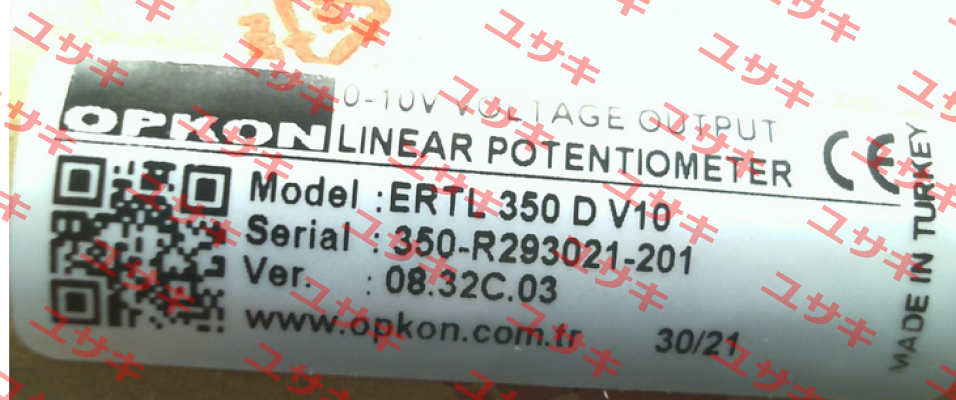 0-10V VOLTAGE OUTPUT
OPKON LINEAR POTENTIOMETER
CE
Model : ERTL 350 D V10
Serial : 350-R293021-201
Ver. : 08.32C.03
www.opkon.com.tr 30/21
MADE IN TURKEY
ユサキ